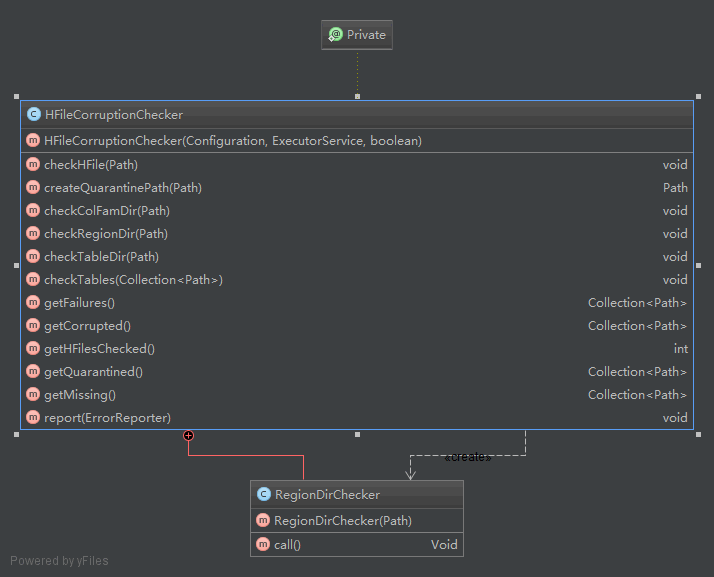 @ Private
C HFileCorruptionChecker
m HFileCorruptionChecker(Configuration, ExecutorService, boolean)
m checkHFile(Path) void
m createQuarantinePath(Path) Path
m checkColFamDir(Path) void
m checkRegionDir(Path) void
m checkTableDir(Path) void
m checkTables(Collection<Path>) void
m getFailures() Collection<Path>
m getCorrupted() Collection<Path>
m getHFilesChecked() int
m getQuarantined() Collection<Path>
m getMissing() Collection<Path>
m report(ErrorReporter) void
«create»
C RegionDirChecker
m RegionDirChecker(Path)
m call() Void
Powered by yFiles